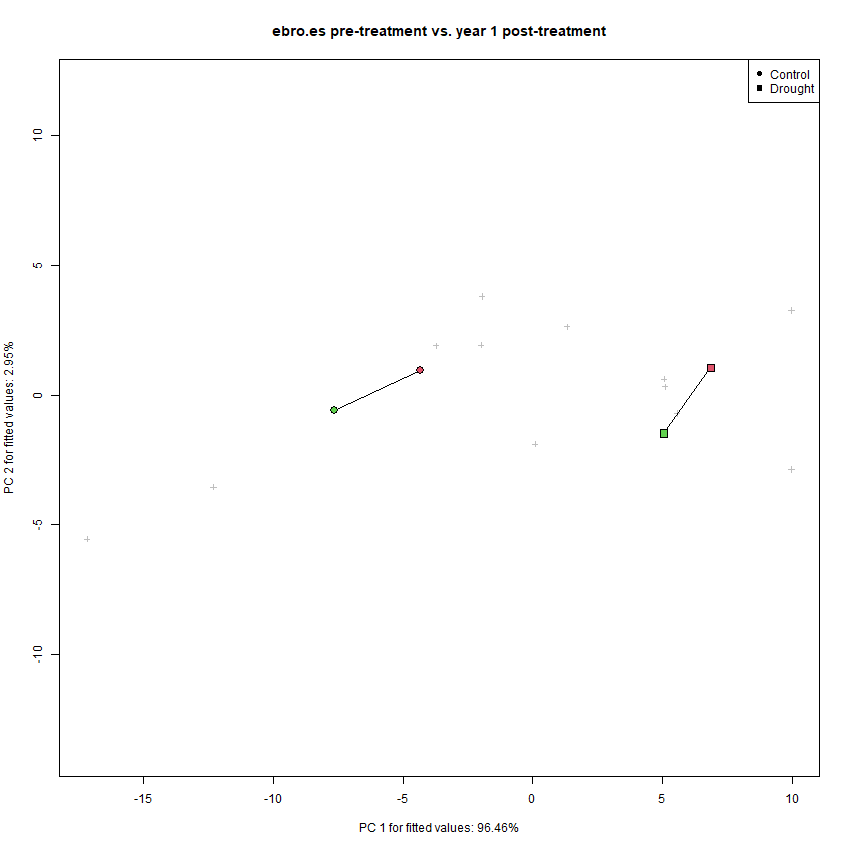 ebro.es pre-treatment vs. year 1 post-treatment
Control
Drought
10
5
0
-5
-10
PC 2 for fitted values: 2.95%
-15
-10
-5
0
5
10
PC 1 for fitted values: 96.46%